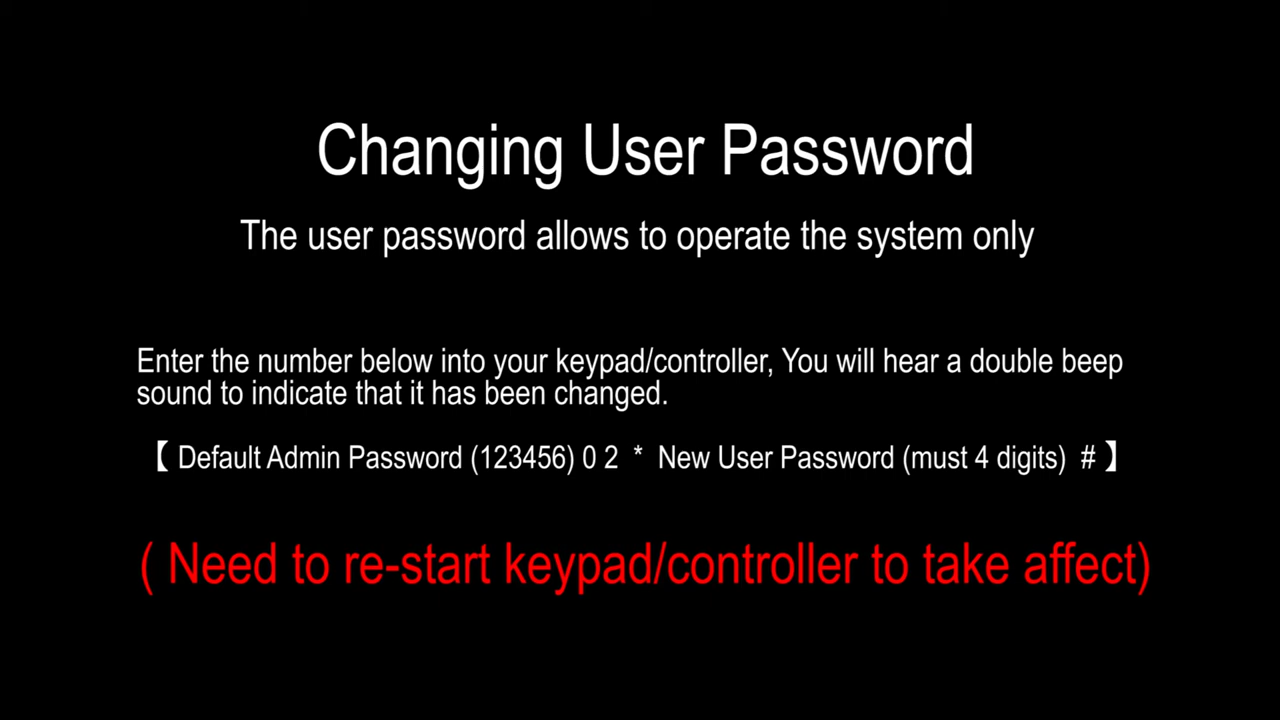 Changing User Password
The user password allows to operate the system only
Enter the number below into your keypad/controller, You will hear a double beep
sound to indicate that it has been changed.
【 Default Admin Password (123456) 0 2 * New User Password (must 4 digits) # 】
( Need to re-start keypad/controller to take affect)